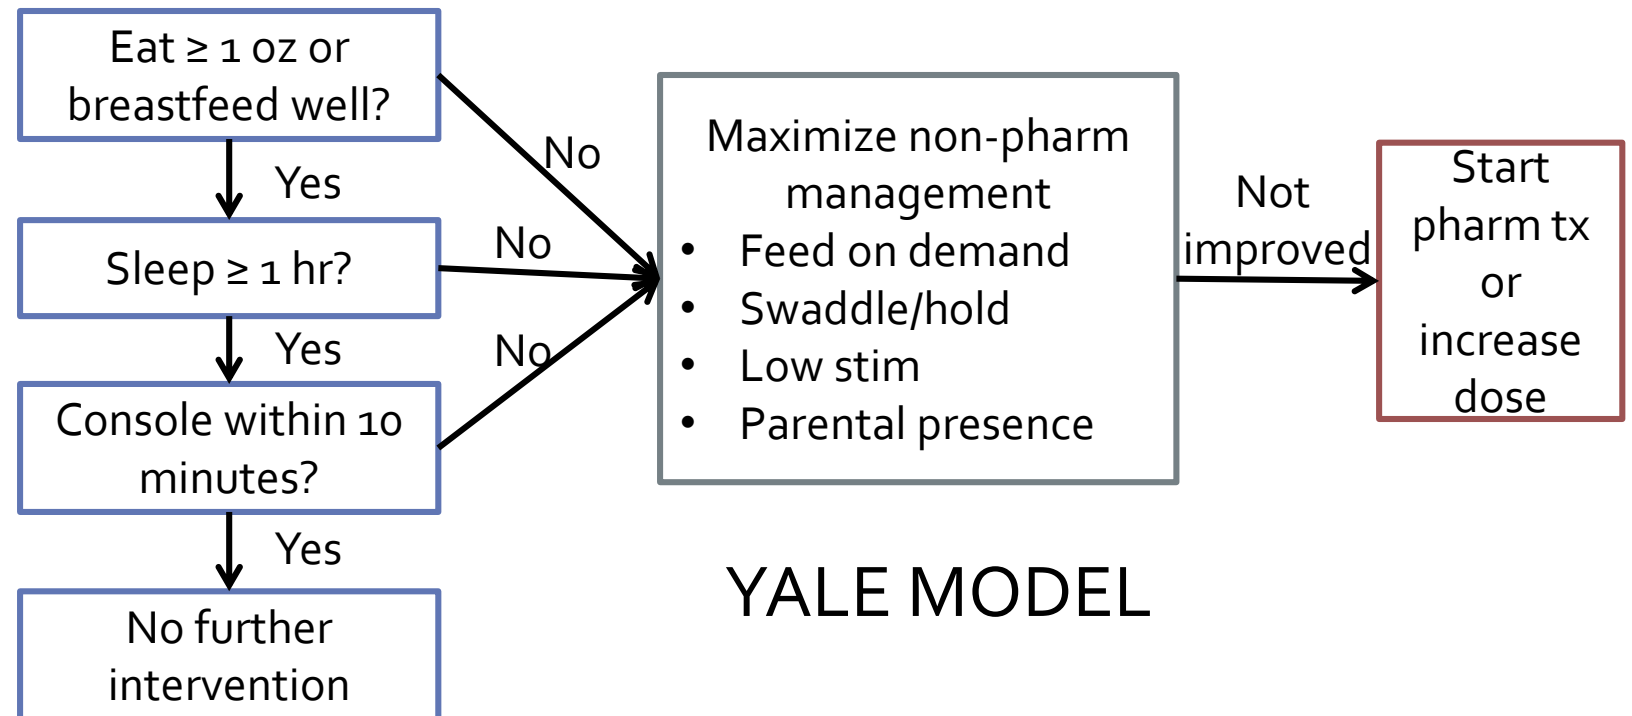 Eat ≥ 1 oz or
breastfeed well?
No
Yes
Sleep ≥ 1 hr?
No
Yes
Console within 10
minutes?
No
Yes
No further
intervention
Maximize non-pharm
management
• Feed on demand
• Swaddle/hold
• Low stim
• Parental presence
Not
improved
Start
pharm tx
or
increase
dose
YALE MODEL